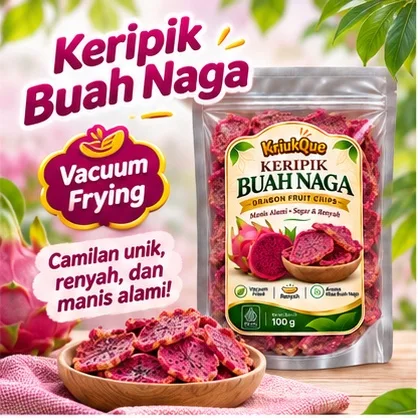 Keripik
Buah Naga
Vacuum
Frying
Camilan unik,
renyah, dan
manis alami!
KriukQue
KERIPIK
BUAH NAGA
DRAGON FRUIT CHIPS
Manis Alami • Segar & Renyah
Vacuum
Fried
Renyah
Aroma
Khas Buah Naga
100 g